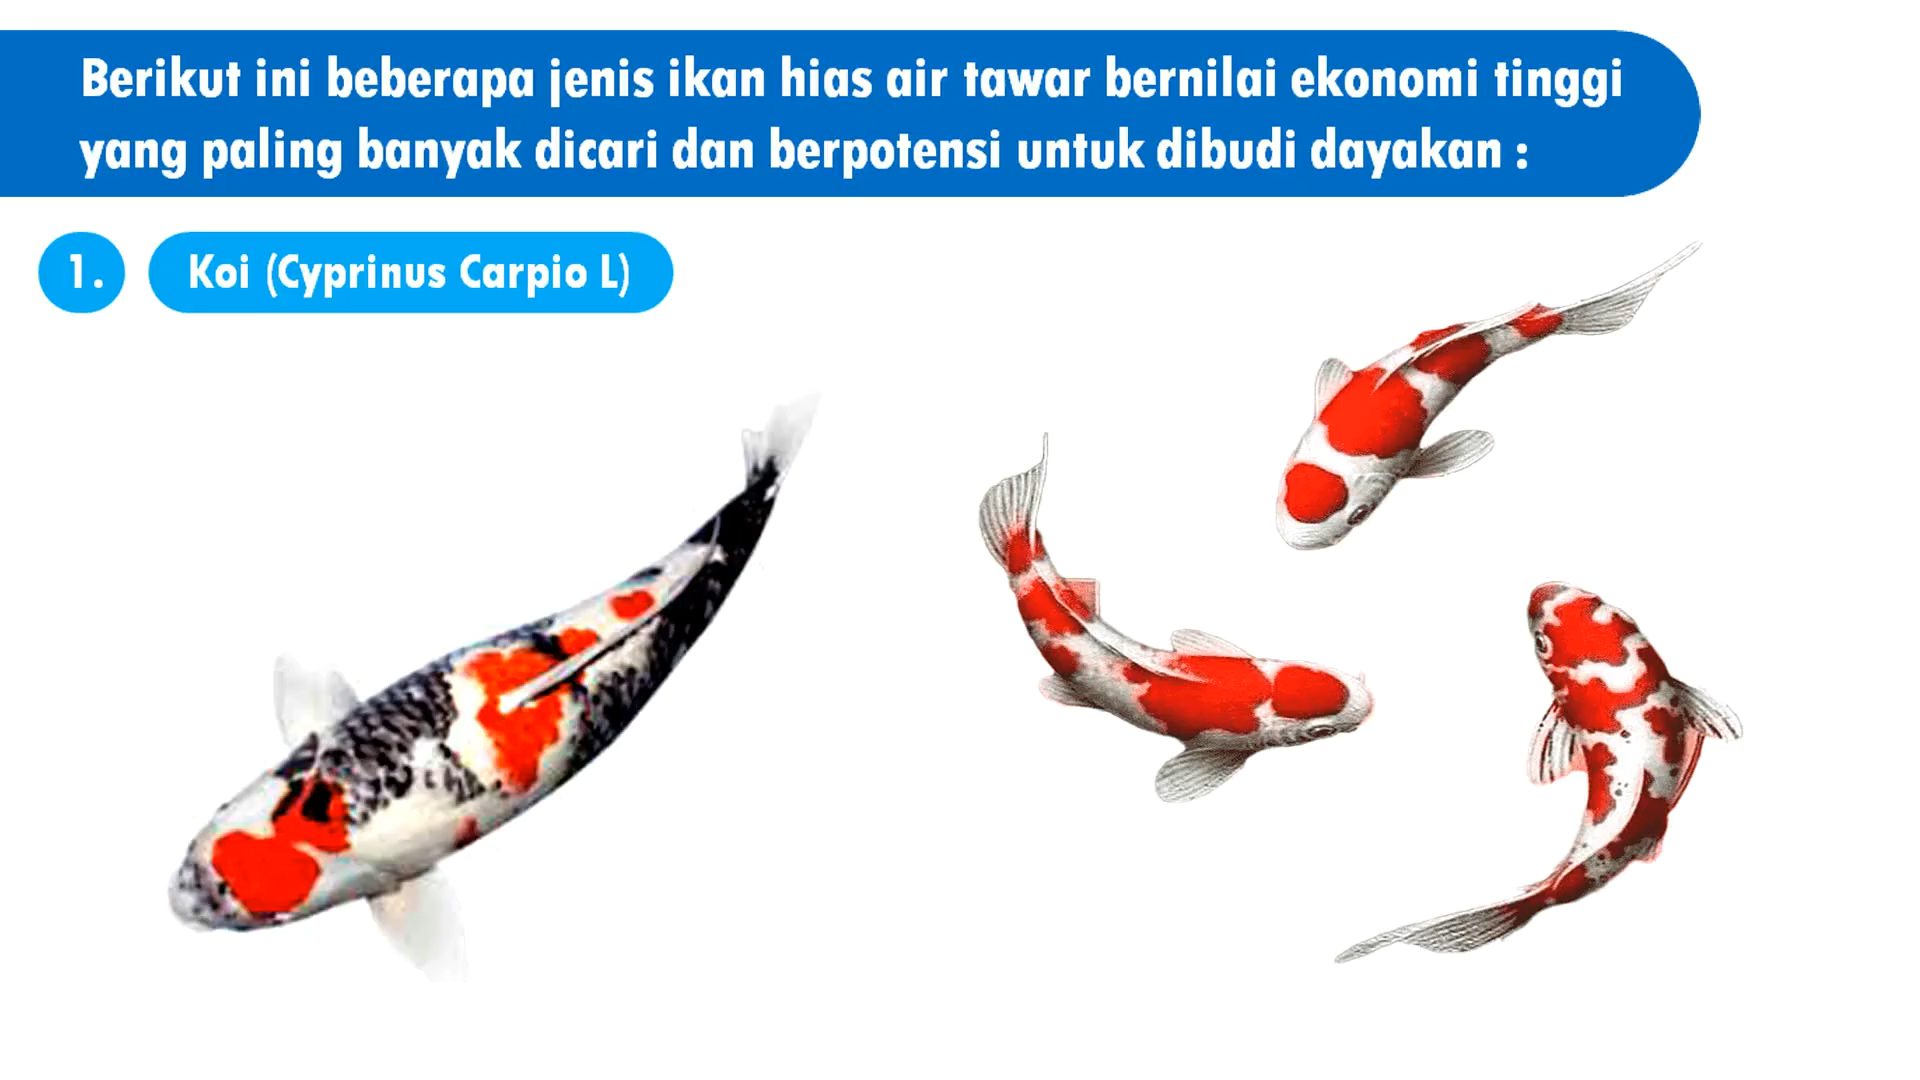 Berikut ini beberapa jenis ikan hias air tawar bernilai ekonomi tinggi
yang paling banyak dicari dan berpotensi untuk dibudi dayakan :
1. Koi (Cyprinus Carpio L)